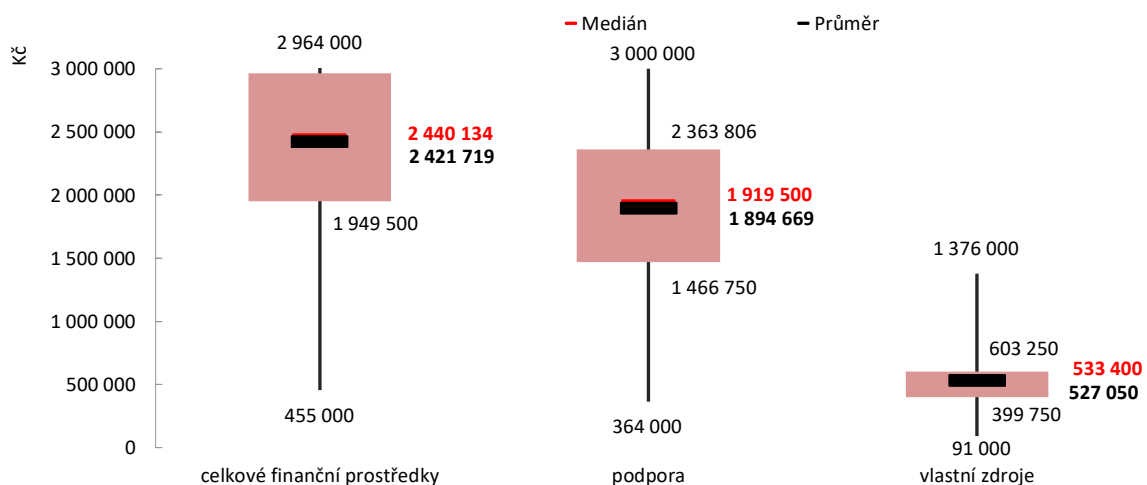 Medián Průměr
Kč
2 964 000
3 000 000
3 000 000
2 500 000
2 000 000
1 500 000
1 000 000
500 000
0
2 440 134
2 421 719
1 949 500
455 000
2 363 806
1 919 500
1 894 669
1 466 750
364 000
1 376 000
603 250
533 400
527 050
399 750
91 000
celkové finanční prostředky podpora vlastní zdroje